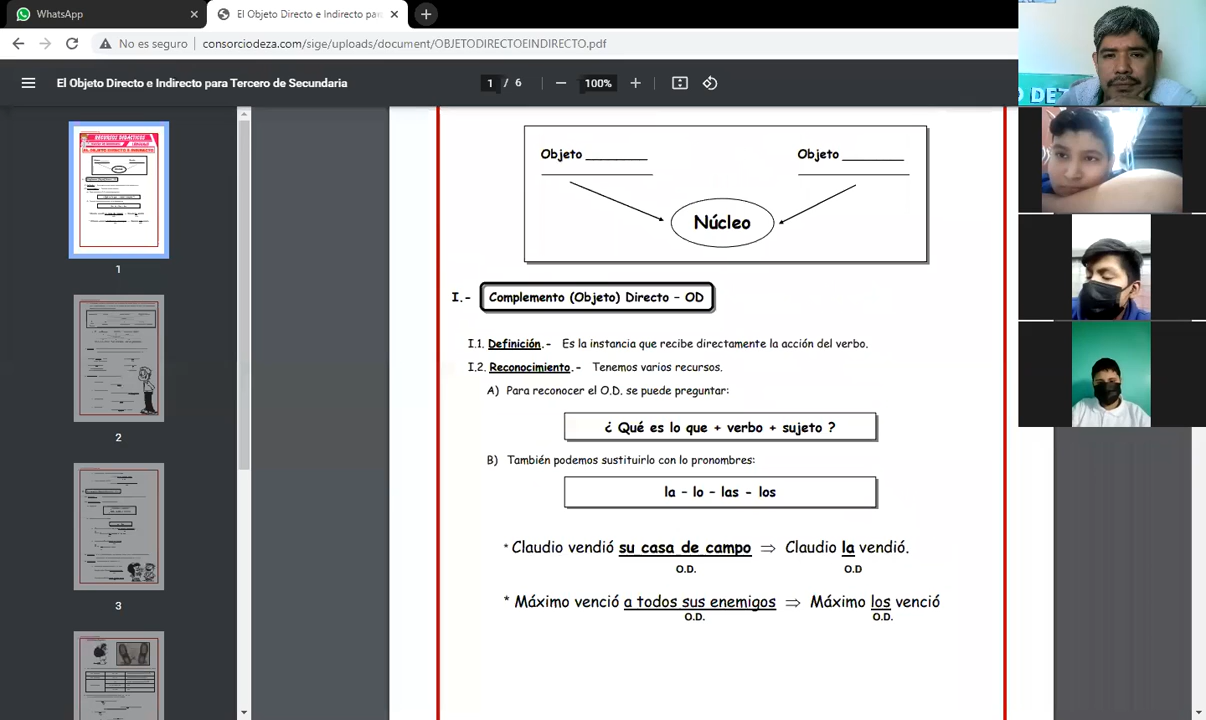 WhatsApp
El Objeto Directo e Indirecto par
No es seguro
consorciodeza.com/sige/uploads/document/OBJETODIRECTOEINDIRECTO.pdf
El Objeto Directo e Indirecto para Tercero de Secundaria
1 / 6
100%
Objeto __________ Objeto __________
Núcleo
I.- Complemento (Objeto) Directo – OD
I.1. Definición.- Es la instancia que recibe directamente la acción del verbo.
I.2. Reconocimiento.- Tenemos varios recursos.
A) Para reconocer el O.D. se puede preguntar:
¿ Qué es lo que + verbo + sujeto ?
B) También podemos sustituirlo con lo pronombres:
la – lo – las - los
* Claudio vendió su casa de campo ⇒ Claudio la vendió.
O.D. O.D
* Máximo venció a todos sus enemigos ⇒ Máximo los venció
O.D. O.D.
1
2
3